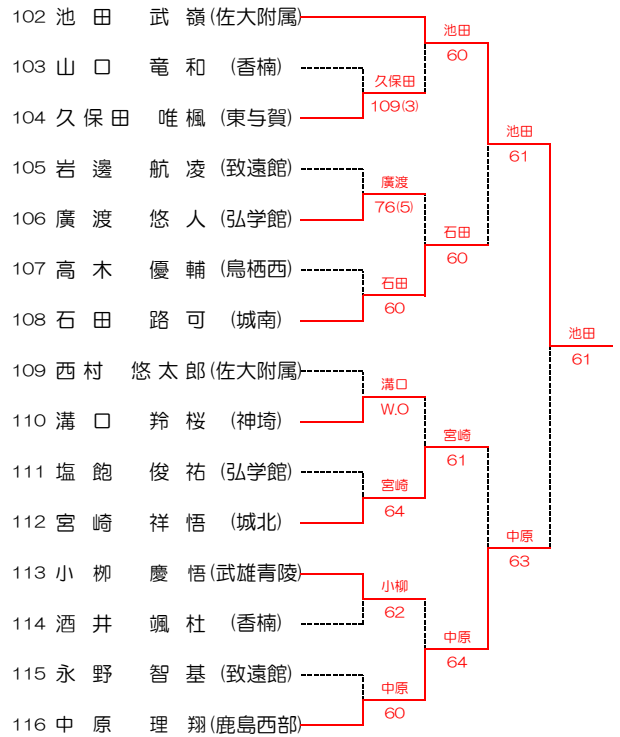 102 池田 武嶺(佐大附属)
池田
60
103 山口 竜和 (香楠)
久保田
109(3)
104 久保田 唯楓 (東与賀)
池田
61
105 岩邊 航凌 (致遠館)
廣渡
76(5)
106 廣渡 悠人 (弘学館)
石田
60
107 高木 優輔 (鳥栖西)
石田
60
108 石田 路可 (城南)
池田
61
109 西村 悠太郎(佐大附属)
溝口
W.O
110 溝口 羚桜 (神埼)
宮崎
61
111 塩飽 俊祐 (弘学館)
宮崎
64
112 宮崎 祥悟 (城北)
中原
63
113 小栁 慶悟(武雄青陵)
小柳
62
114 酒井 颯杜 (香楠)
中原
64
115 永野 智基 (致遠館)
中原
60
116 中原 理翔(鹿島西部)